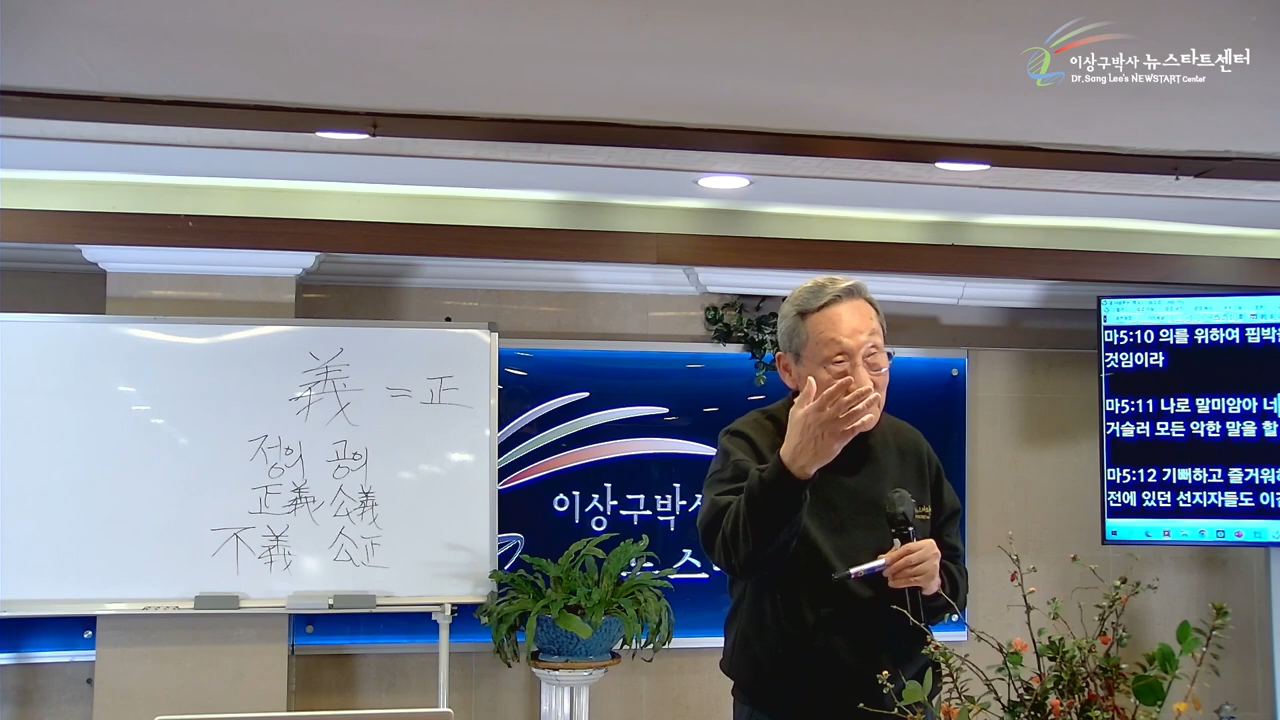 이상구박사 뉴스타트센터
Dr. Sang Lee's NEWSTART Center
義 = 正
정의 공의
正義 公義
不義 公正
이상구박사
스
마5:10 의를 위하여 핍박
것임이라
마5:11 나로 말미암아 너
거슬러 모든 악한 말을 할
마5:12 기뻐하고 즐거워하
전에 있던 선지자들도 이